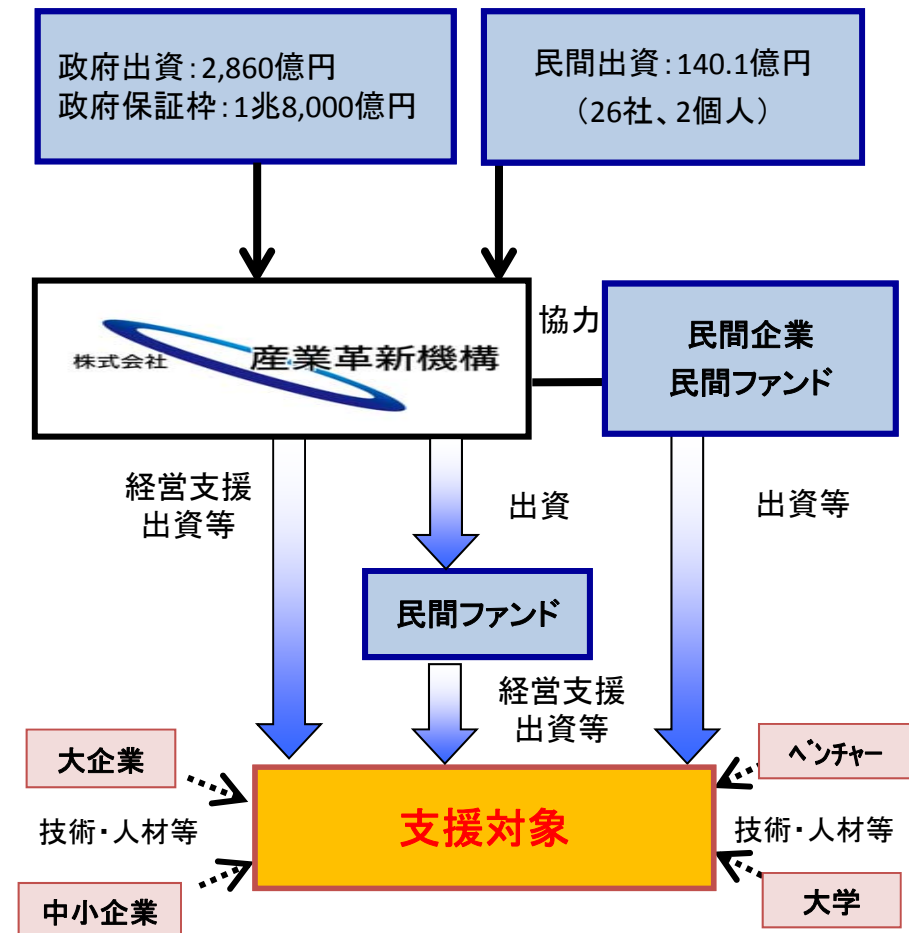 政府出資：2,860億円
政府保証枠：1兆8,000億円
民間出資：140.1億円
（26社、2個人）
株式会社 産業革新機構
協力
民間企業
民間ファンド
経営支援
出資等
出資
出資等
民間ファンド
経営支援
出資等
大企業
ベンチャー
支援対象
技術・人材等
技術・人材等
中小企業
大学